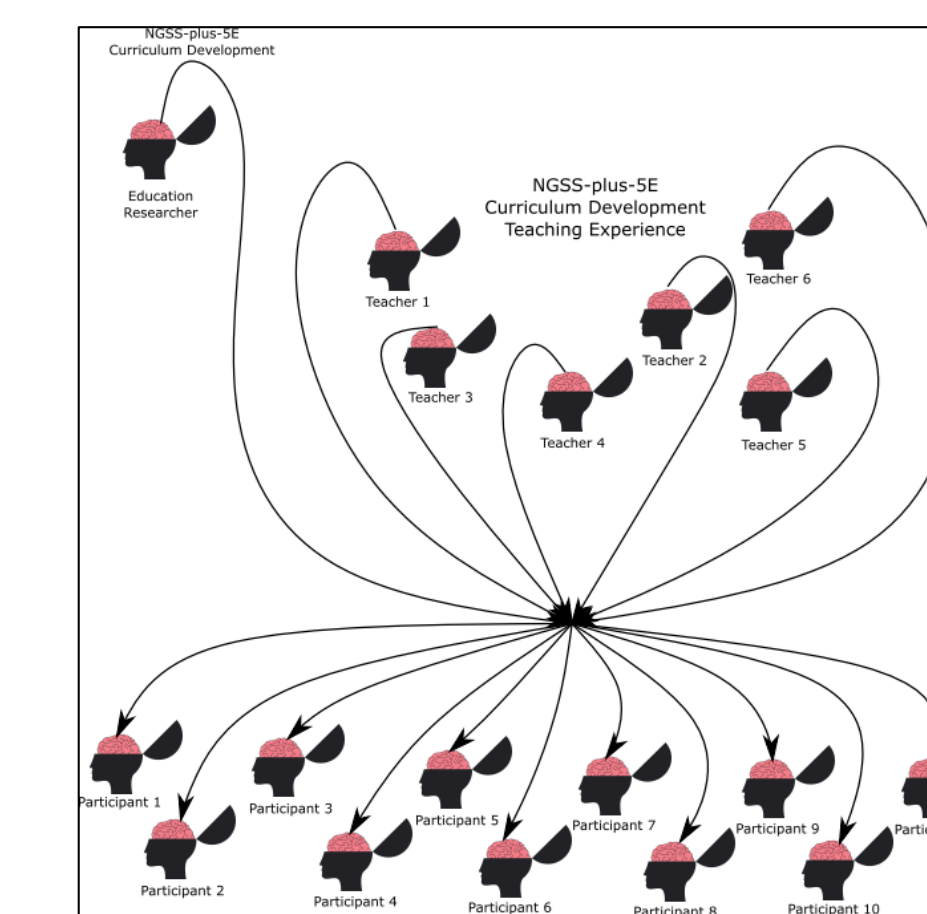 NGSS-plus-5E
Curriculum Development
Education
Researcher
NGSS-plus-5E
Curriculum Development
Teaching Experience
Teacher 1
Teacher 6
Teacher 2
Teacher 3
Teacher 4
Teacher 5
Participant 1
Participant 3
Participant 5
Participant 7
Participant 9
Participant 2
Participant 4
Participant 6
Participant 8
Participant 10